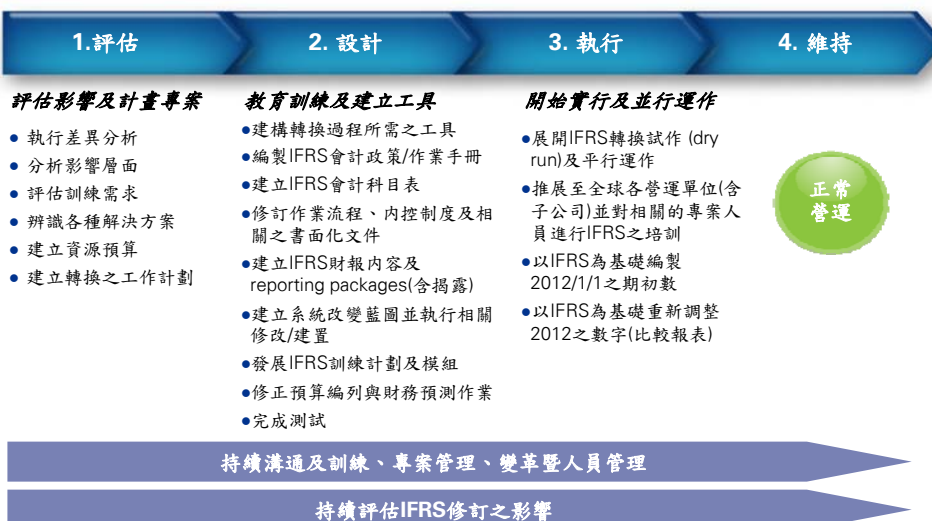 1.評估
2. 設計
3. 執行
4. 維持
評估影響及計畫專案
● 執行差異分析
● 分析影響層面
● 評估訓練需求
● 辨識各種解決方案
● 建立資源預算
● 建立轉換之工作計劃
教育訓練及建立工具
●建構轉換過程所需之工具
●編製IFRS會計政策/作業手冊
●建立IFRS會計科目表
●修訂作業流程、內控制度及相
關之書面化文件
●建立IFRS財報內容及
reporting packages(含揭露)
●建立系統改變藍圖並執行相關
修改/建置
●發展IFRS訓練計劃及模組
●修正預算編列與財務預測作業
●完成測試
開始實行及並行運作
●展開IFRS轉換試作 (dry
run)及平行運作
●推展至全球各營運單位(含
子公司)並對相關的專案人
員進行IFRS之培訓
●以IFRS為基礎編製
2012/1/1之期初數
●以IFRS為基礎重新調整
2012之數字(比較報表)
正常
營運
持續溝通及訓練、專案管理、變革暨人員管理
持續評估IFRS修訂之影響